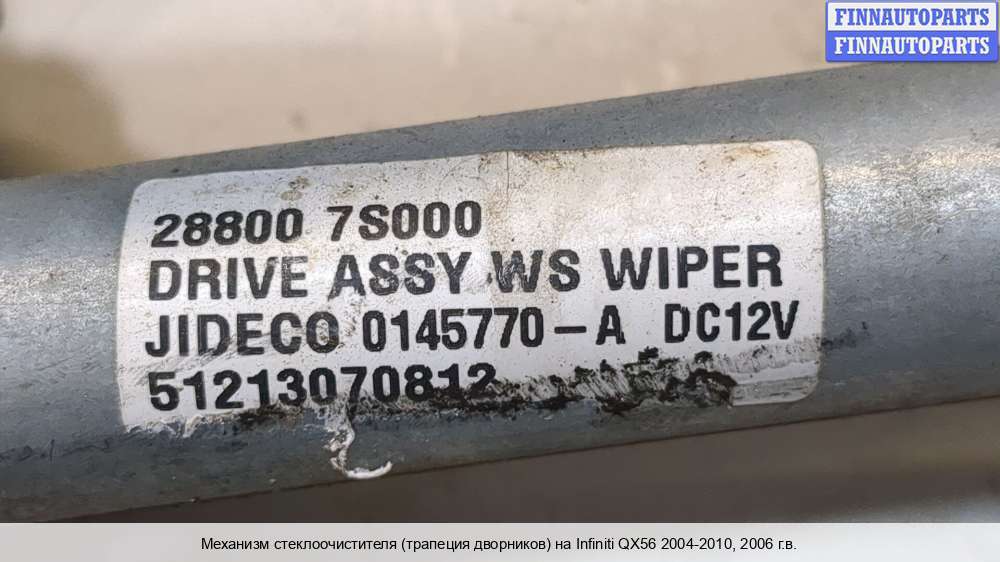 FINNAUTOPARTS
FINNAUTOPARTS
28800 7S000
DRIVE ASSY WS WIPER
JIDECO 0145770-A DC12V
51213070812
Механизм стеклоочистителя (трапеция дворников) на Infiniti QX56 2004-2010, 2006 г.в.